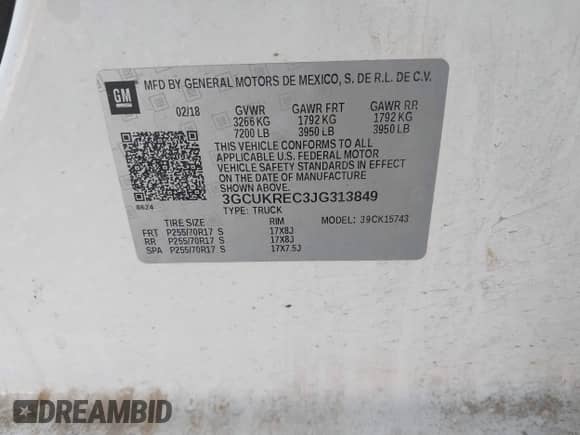 GM
MFD BY GENERAL MOTORS DE MEXICO, S. DE R.L. DE C.V.
02/18 GVWR GAWR FRT GAWR RR
3266 KG 1792 KG 1792 KG
7200 LB 3950 LB 3950 LB
THIS VEHICLE CONFORMS TO ALL
APPLICABLE U.S. FEDERAL MOTOR
VEHICLE SAFETY STANDARDS IN EFFECT
ON THE DATE OF MANUFACTURE
SHOWN ABOVE.
8624 3GCUKREC3JG313849
TYPE: TRUCK MODEL: 39CK15743
TIRE SIZE RIM
FRT P255/70R17 S 17X8J
RR P255/70R17 S 17X8J
SPA P255/70R17 S 17X7.5J
DREAMBID